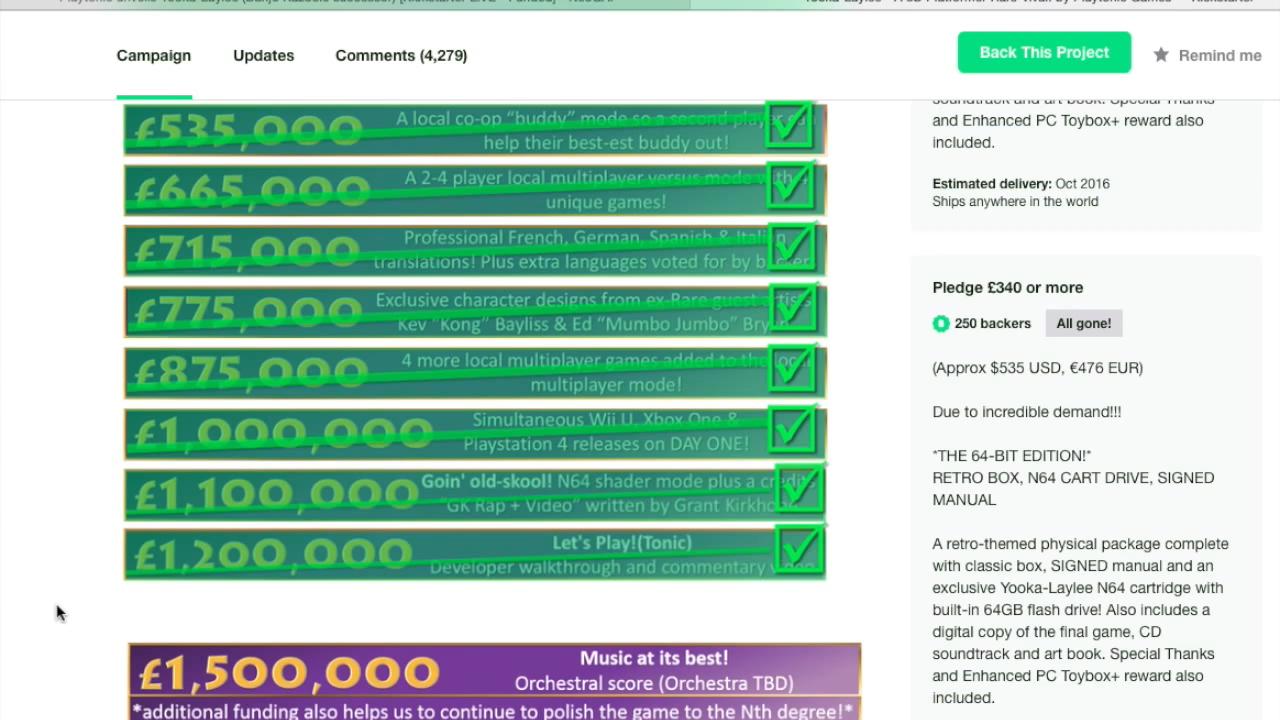 Campaign
Updates
Comments (4,279)
Back This Project
Remind me
£535,000
A local co-op “buddy” mode so a second player can
help their best-est buddy out!
£665,000
A 2-4 player local multiplayer versus mode with 4
unique games!
£715,000
Professional French, German, Spanish & Italian
translations! Plus extra languages voted for by backers
£775,000
Exclusive character designs from ex-Rare guest artists
Kev “Kong” Bayliss & Ed “Mumbo Jumbo” Bryan
£875,000
4 more local multiplayer games added to the local
multiplayer mode!
£1,000,000
Simultaneous Wii U, Xbox One &
Playstation 4 releases on DAY ONE!
£1,100,000
Goin' old-skool! N64 shader mode plus a credits
“GK Rap + Video” written by Grant Kirkhope
£1,200,000
Let's Play!(Tonic)
Developer walkthrough and commentary video
£1,500,000
Music at its best!
Orchestral score (Orchestra TBD)
*additional funding also helps us to continue to polish the game to the Nth degree!*
soundtrack and art book. Special Thanks
and Enhanced PC Toybox+ reward also
included.
Estimated delivery: Oct 2016
Ships anywhere in the world
Pledge £340 or more
250 backers
All gone!
(Approx $535 USD, €476 EUR)
Due to incredible demand!!!
*THE 64-BIT EDITION!*
RETRO BOX, N64 CART DRIVE, SIGNED
MANUAL
A retro-themed physical package complete
with classic box, SIGNED manual and an
exclusive Yooka-Laylee N64 cartridge with
built-in 64GB flash drive! Also includes a
digital copy of the final game, CD
soundtrack and art book. Special Thanks
and Enhanced PC Toybox+ reward also
included.